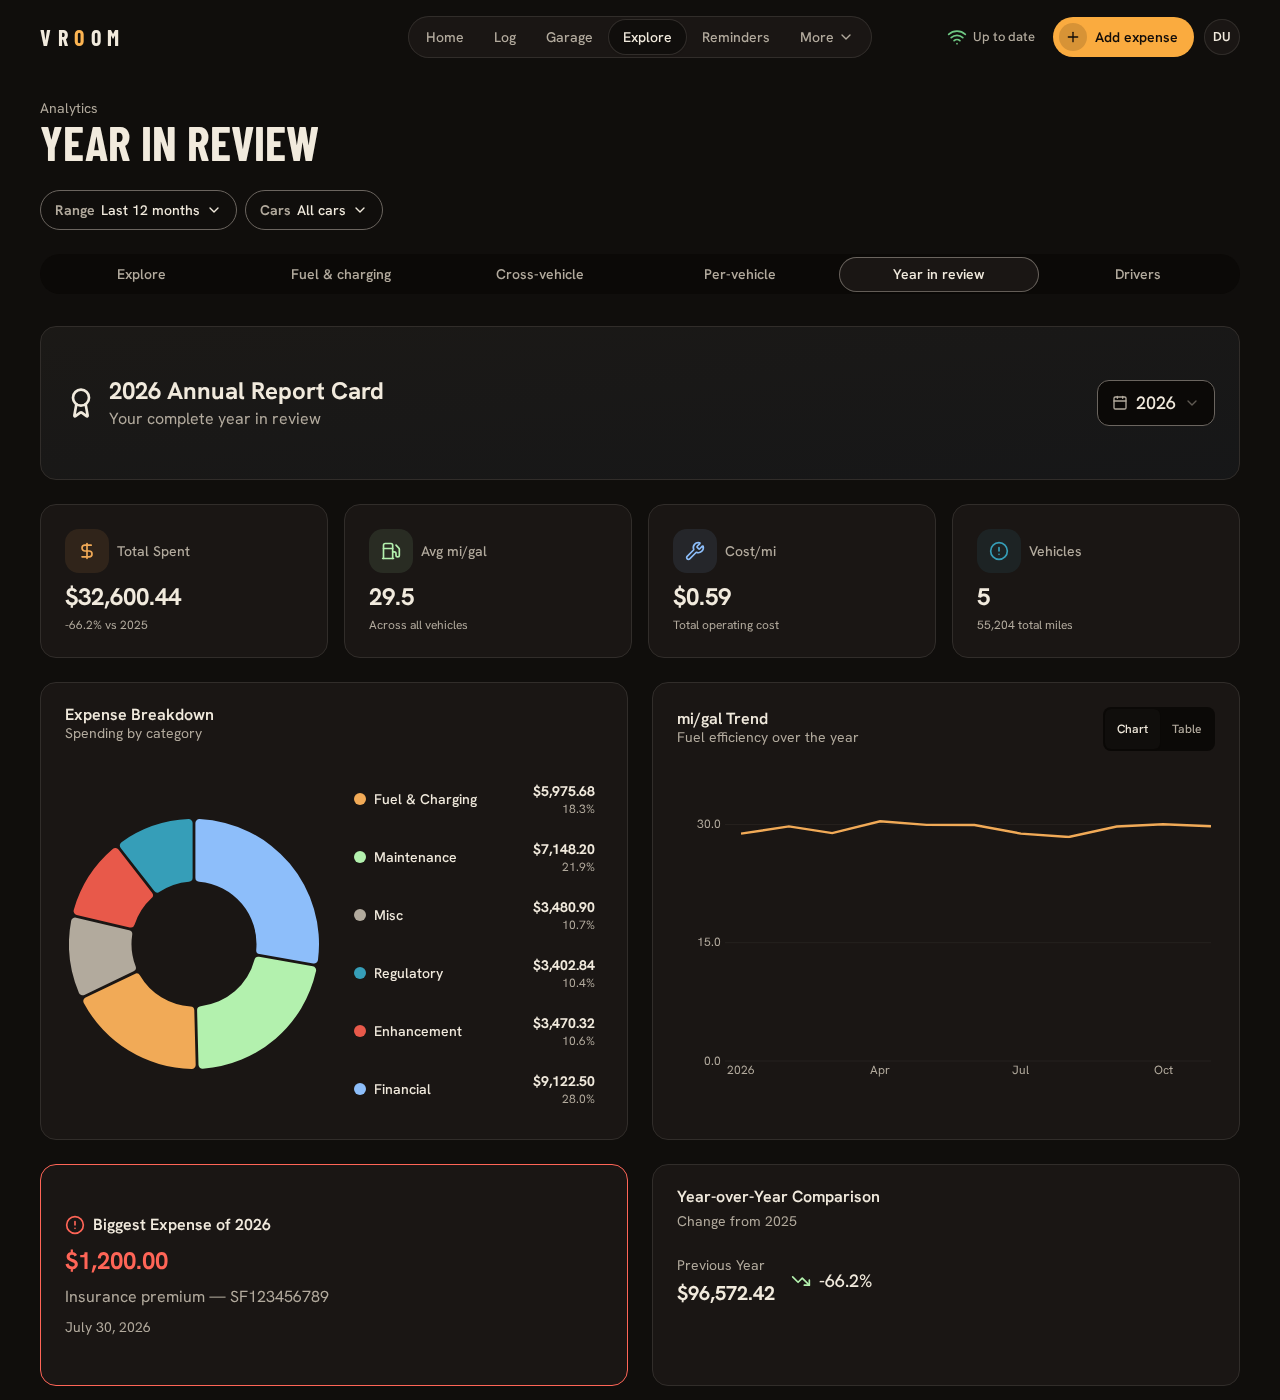 VROOM
Home Log Garage Explore Reminders More
Up to date
Add expense
DU
Analytics
YEAR IN REVIEW
Range Last 12 months
Cars All cars
Explore Fuel & charging Cross-vehicle Per-vehicle Year in review Drivers
2026 Annual Report Card
Your complete year in review
2026
Total Spent
$32,600.44
-66.2% vs 2025
Avg mi/gal
29.5
Across all vehicles
Cost/mi
$0.59
Total operating cost
Vehicles
5
55,204 total miles
Expense Breakdown
Spending by category
Fuel & Charging $5,975.68
18.3%
Maintenance $7,148.20
21.9%
Misc $3,480.90
10.7%
Regulatory $3,402.84
10.4%
Enhancement $3,470.32
10.6%
Financial $9,122.50
28.0%
mi/gal Trend
Fuel efficiency over the year
Chart Table
30.0
15.0
0.0
2026 Apr Jul Oct
Biggest Expense of 2026
$1,200.00
Insurance premium — SF123456789
July 30, 2026
Year-over-Year Comparison
Change from 2025
Previous Year
$96,572.42
-66.2%